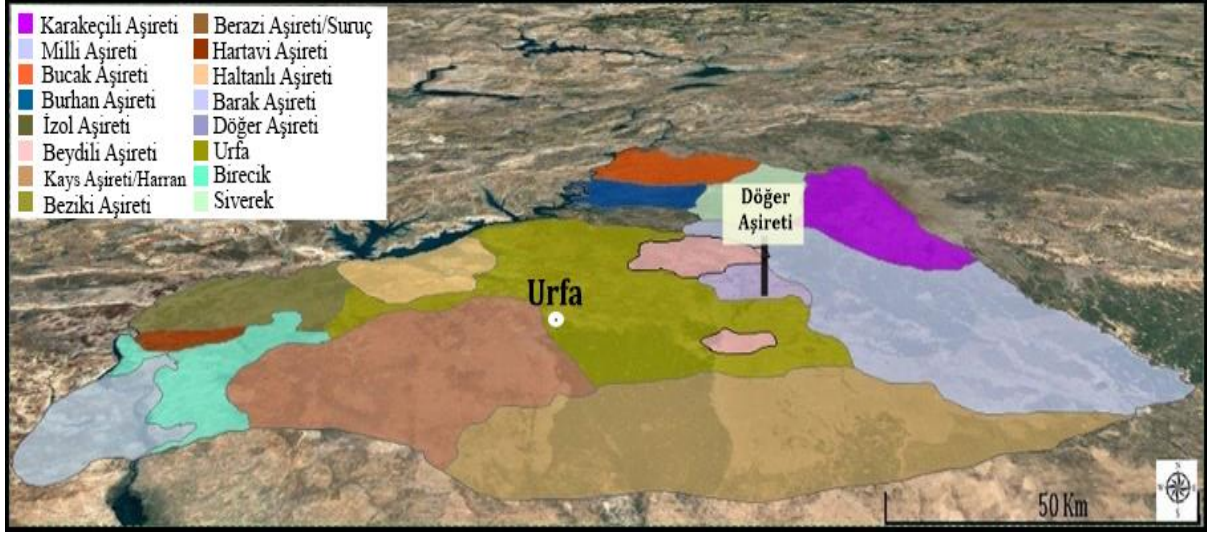 Karakeçili Aşireti
Milli Aşireti
Bucak Aşireti
Burhan Aşireti
İzol Aşireti
Beydili Aşireti
Kays Aşireti/Harran
Beziki Aşireti
Berazi Aşireti/Suruç
Hartavi Aşireti
Haltanlı Aşireti
Barak Aşireti
Döğer Aşireti
Urfa
Birecik
Siverek
Döğer
Aşireti
Urfa
50 Km
N
W
E
S